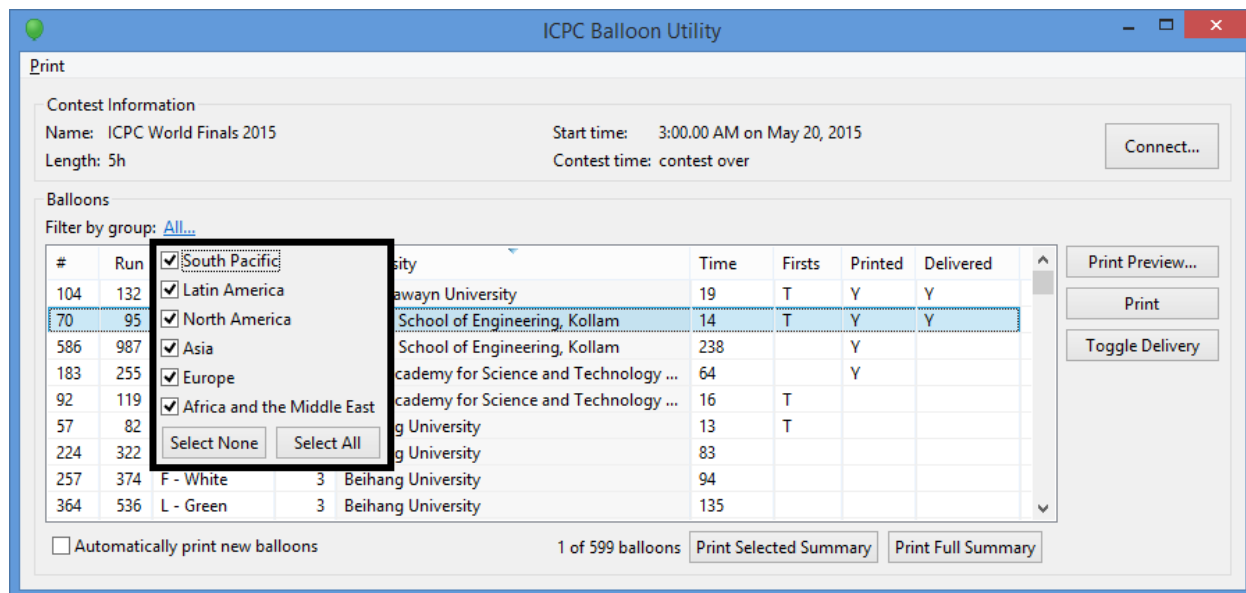 ICPC Balloon Utility
Print
Contest Information
Name: ICPC World Finals 2015 Start time: 3:00.00 AM on May 20, 2015
Length: 5h Contest time: contest over
Connect...
Balloons
Filter by group: All...
# Run sity Time Firsts Printed Delivered
104 132 awayn University 19 T Y Y
70 95 School of Engineering, Kollam 14 T Y Y
586 987 School of Engineering, Kollam 238 Y
183 255 cademy for Science and Technology ... 64 Y
92 119 cademy for Science and Technology ... 16 T
57 82 g University 13 T
224 322 g University 83
257 374 F - White 3 Beihang University 94
364 536 L - Green 3 Beihang University 135
South Pacific
Latin America
North America
Asia
Europe
Africa and the Middle East
Select None Select All
Print Preview...
Print
Toggle Delivery
Automatically print new balloons 1 of 599 balloons Print Selected Summary Print Full Summary